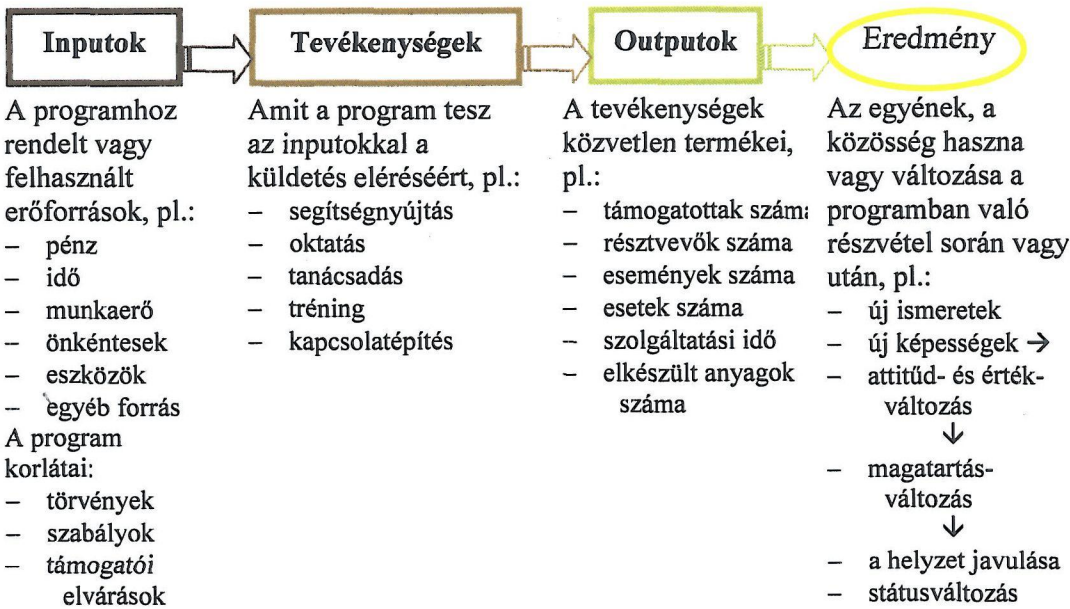 Inputok
Tevékenységek
Outputok
Eredmény
A programhoz
rendelt vagy
felhasznált
erőforrások, pl.:
– pénz
– idő
– munkaerő
– önkéntesek
– eszközök
– egyéb forrás
A program
korlátai:
– törvények
– szabályok
– támogatói
elvárások
Amit a program tesz
az inputokkal a
küldetés eléréséért, pl.:
– segítségnyújtás
– oktatás
– tanácsadás
– tréning
– kapcsolatépítés
A tevékenységek
közvetlen termékei,
pl.:
– támogatottak száma
– résztvevők száma
– események száma
– esetek száma
– szolgáltatási idő
– elkészült anyagok
száma
Az egyének, a
közösség haszna
vagy változása a
programban való
részvétel során vagy
után, pl.:
– új ismeretek
– új képességek →
– attitűd- és érték-
változás
↓
– magatartás-
változás
↓
– a helyzet javulása
– státusváltozás